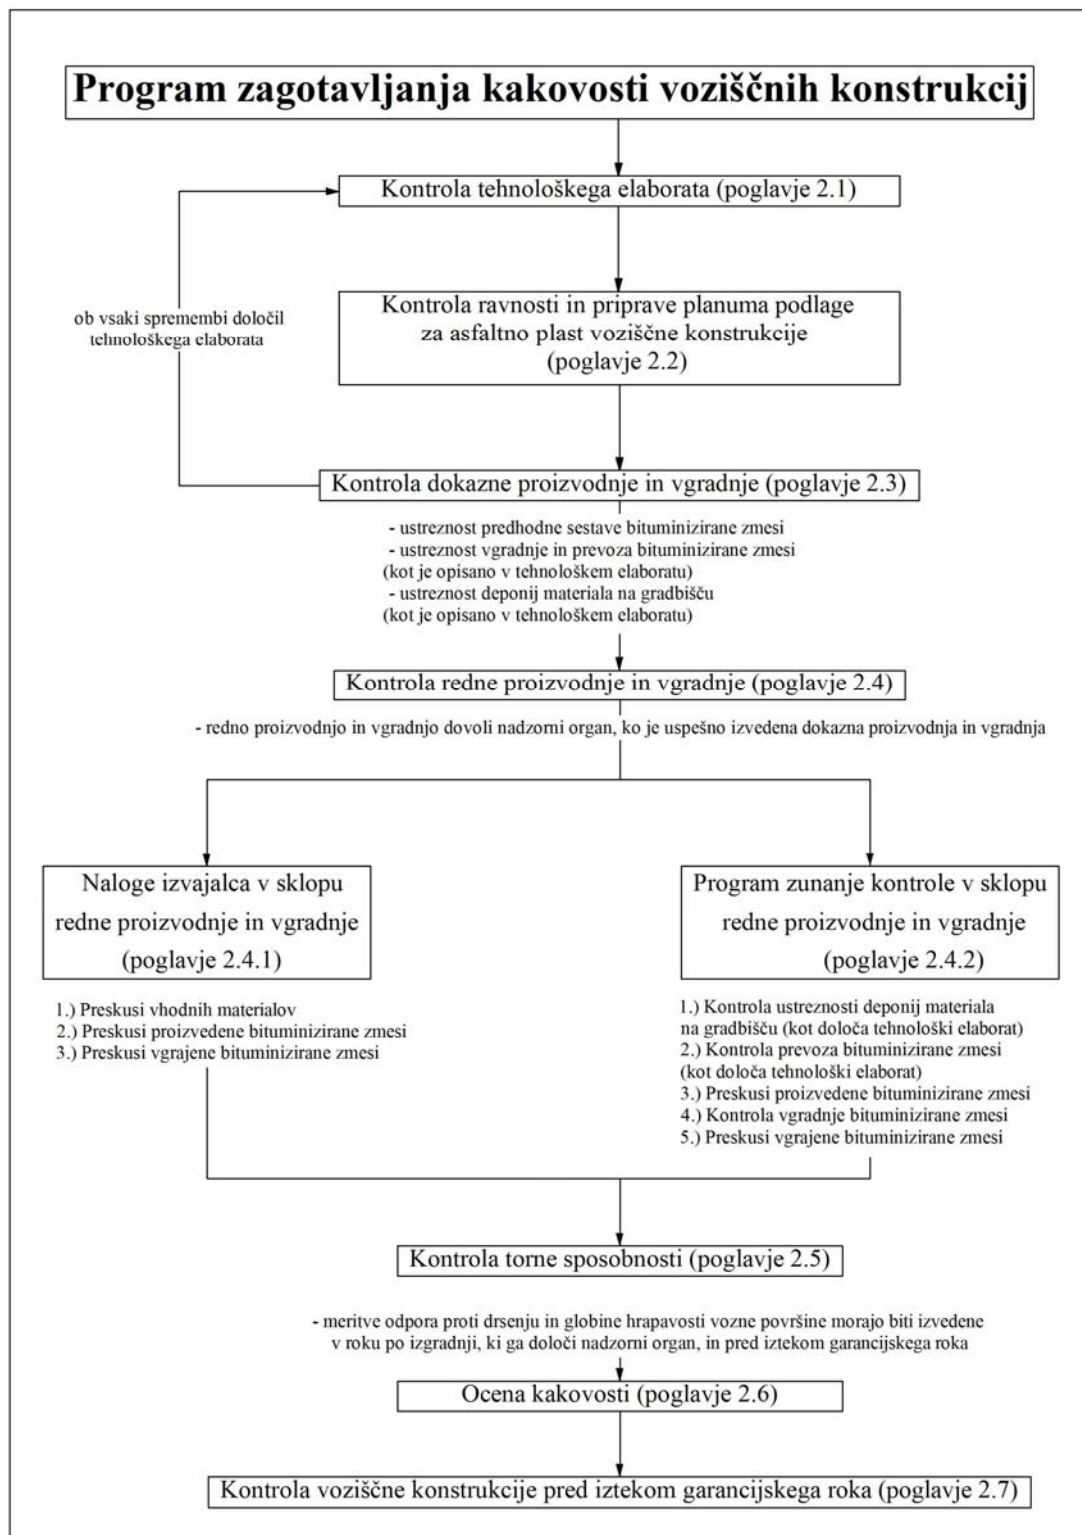 Program zagotavljanja kakovosti voziščnih konstrukcij
Kontrola tehnološkega elaborata (poglavje 2.1)
Kontrola ravnosti in priprave planuma podlage
za asfaltno plast voziščne konstrukcije
(poglavje 2.2)
ob vsaki spremembi določil
tehnološkega elaborata
Kontrola dokazne proizvodnje in vgradnje (poglavje 2.3)
- ustreznost predhodne sestave bituminizirane zmesi
- ustreznost vgradnje in prevoza bituminizirane zmesi
(kot je opisano v tehnološkem elaboratu)
- ustreznost deponij materiala na gradbišču
(kot je opisano v tehnološkem elaboratu)
Kontrola redne proizvodnje in vgradnje (poglavje 2.4)
- redno proizvodnjo in vgradnjo dovoli nadzorni organ, ko je uspešno izvedena dokazna proizvodnja in vgradnja
Naloge izvajalca v sklopu
redne proizvodnje in vgradnje
(poglavje 2.4.1)
1.) Preskusi vhodnih materialov
2.) Preskusi proizvedene bituminizirane zmesi
3.) Preskusi vgrajene bituminizirane zmesi
Program zunanje kontrole v sklopu
redne proizvodnje in vgradnje
(poglavje 2.4.2)
1.) Kontrola ustreznosti deponij materiala
na gradbišču (kot določa tehnološki elaborat)
2.) Kontrola prevoza bituminizirane zmesi
(kot določa tehnološki elaborat)
3.) Preskusi proizvedene bituminizirane zmesi
4.) Kontrola vgradnje bituminizirane zmesi
5.) Preskusi vgrajene bituminizirane zmesi
Kontrola torne sposobnosti (poglavje 2.5)
- meritve odpora proti drsenju in globine hrapavosti vozne površine morajo biti izvedene
v roku po izgradnji, ki ga določi nadzorni organ, in pred iztekom garancijskega roka
Ocena kakovosti (poglavje 2.6)
Kontrola voziščne konstrukcije pred iztekom garancijskega roka (poglavje 2.7)